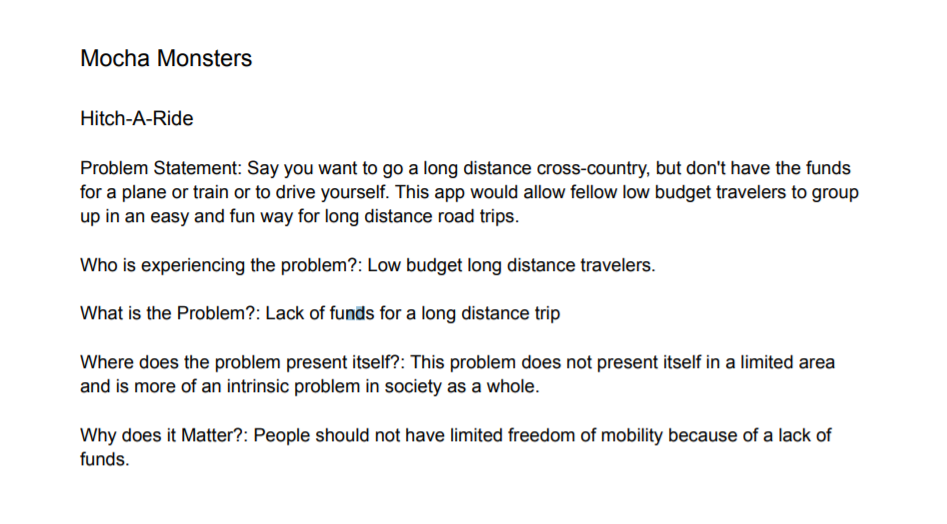 Mocha Monsters
Hitch-A-Ride
Problem Statement: Say you want to go a long distance cross-country, but don't have the funds
for a plane or train or to drive yourself. This app would allow fellow low budget travelers to group
up in an easy and fun way for long distance road trips.
Who is experiencing the problem?: Low budget long distance travelers.
What is the Problem?: Lack of funds for a long distance trip
Where does the problem present itself?: This problem does not present itself in a limited area
and is more of an intrinsic problem in society as a whole.
Why does it Matter?: People should not have limited freedom of mobility because of a lack of
funds.